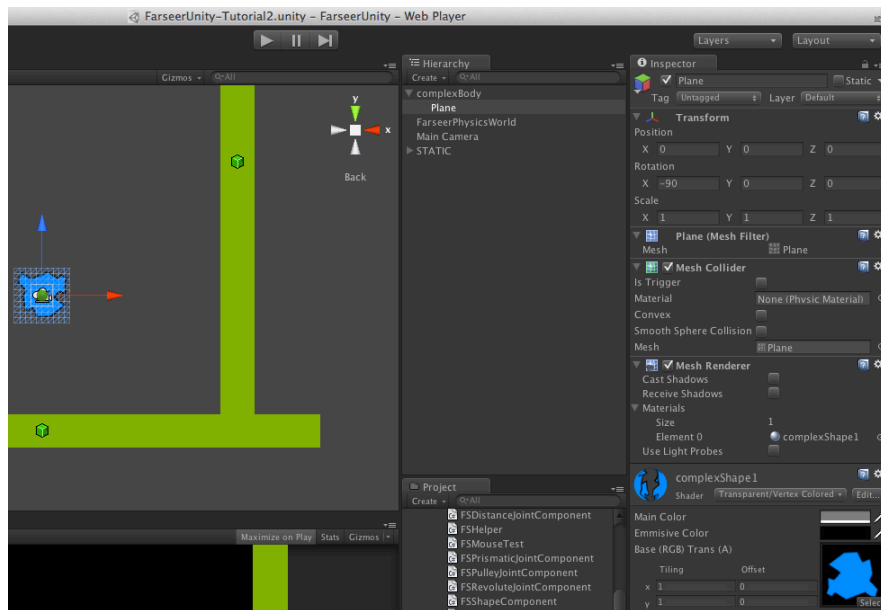 FarseerUnity-Tutorial2.unity – FarseerUnity – Web Player
Layers
Layout
Gizmos
All
y
x
Back
Hierarchy
Create
All
complexBody
Plane
FarseerPhysicsWorld
Main Camera
STATIC
Project
Create
All
FSDistanceJointComponent
FSHelper
FSMouseTest
FSPrismaticJointComponent
FSPulleyJointComponent
FSRevoluteJointComponent
FSShapeComponent
Maximize on Play Stats Gizmos
Inspector
Plane Static
Tag Untagged Layer Default
Transform
Position
X 0 Y 0 Z 0
Rotation
X -90 Y 0 Z 0
Scale
X 1 Y 1 Z 1
Plane (Mesh Filter)
Mesh Plane
Mesh Collider
Is Trigger
Material None (Physic Material)
Convex
Smooth Sphere Collision
Mesh Plane
Mesh Renderer
Cast Shadows
Receive Shadows
Materials
Size 1
Element 0 complexShape1
Use Light Probes
complexShape1
Shader Transparent/Vertex Colored Edit...
Main Color
Emmisive Color
Base (RGB) Trans (A)
Tiling Offset
x 1 0
y 1 0
Selec